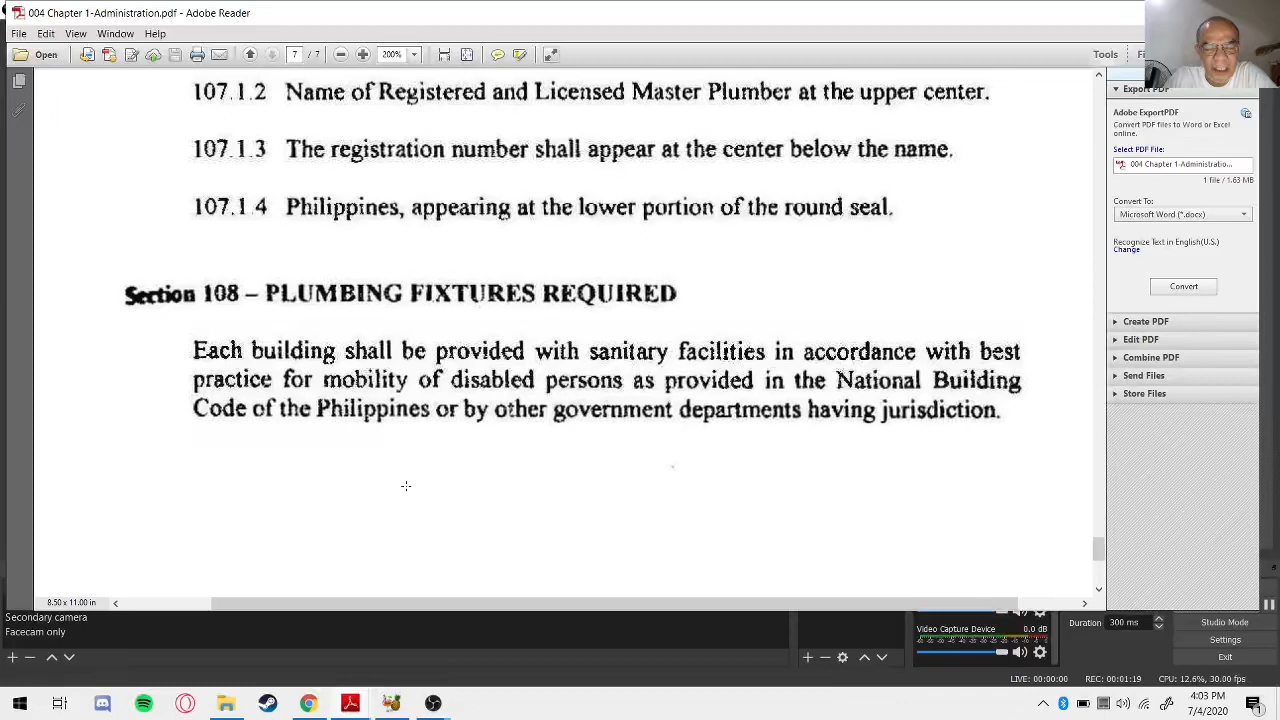 004 Chapter 1-Administration.pdf - Adobe Reader
File Edit View Window Help
Open 7 / 7 200% Tools
107.1.2 Name of Registered and Licensed Master Plumber at the upper center.
107.1.3 The registration number shall appear at the center below the name.
107.1.4 Philippines, appearing at the lower portion of the round seal.
Section 108 – PLUMBING FIXTURES REQUIRED
Each building shall be provided with sanitary facilities in accordance with best
practice for mobility of disabled persons as provided in the National Building
Code of the Philippines or by other government departments having jurisdiction.
8.50 x 11.00 in
Export PDF
Adobe ExportPDF
Convert PDF files to Word or Excel
online.
Select PDF File:
004 Chapter 1-Administratio...
1 file / 1.63 MB
Convert To:
Microsoft Word (*.docx)
Recognize Text in English(U.S.)
Change
Convert
Create PDF
Edit PDF
Combine PDF
Send Files
Store Files
Secondary camera
Facecam only
Video Capture Device 0.0 dB
Duration 300 ms
Studio Mode
Settings
Exit
LIVE: 00:00:00 REC: 00:01:19 CPU: 12.6%, 30.00 fps
4:03 PM
7/4/2020
1